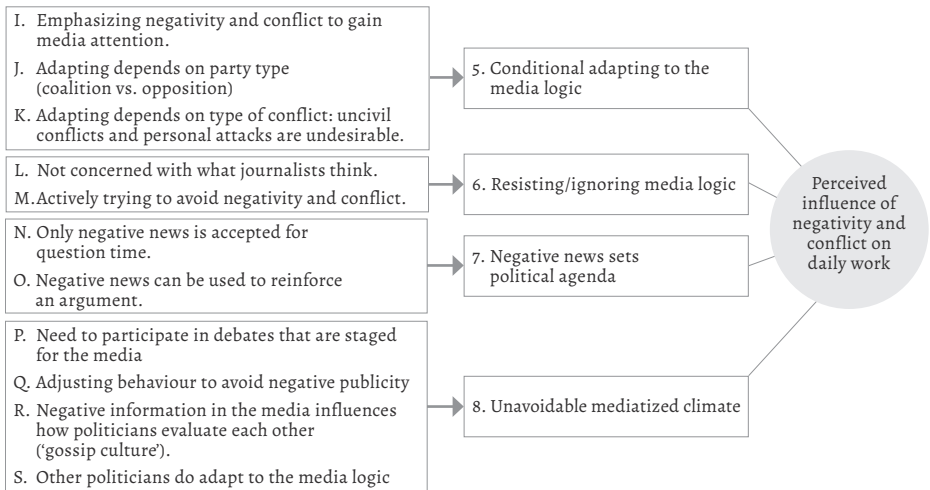 I. Emphasizing negativity and conflict to gain
media attention.
J. Adapting depends on party type
(coalition vs. opposition)
K. Adapting depends on type of conflict: uncivil
conflicts and personal attacks are undesirable.
5. Conditional adapting to the
media logic
L. Not concerned with what journalists think.
M. Actively trying to avoid negativity and conflict.
6. Resisting/ignoring media logic
N. Only negative news is accepted for
question time.
O. Negative news can be used to reinforce
an argument.
7. Negative news sets
political agenda
P. Need to participate in debates that are staged
for the media
Q. Adjusting behaviour to avoid negative publicity
R. Negative information in the media influences
how politicians evaluate each other
(‘gossip culture’).
S. Other politicians do adapt to the media logic
8. Unavoidable mediatized climate
Perceived
influence of
negativity and
conflict on
daily work